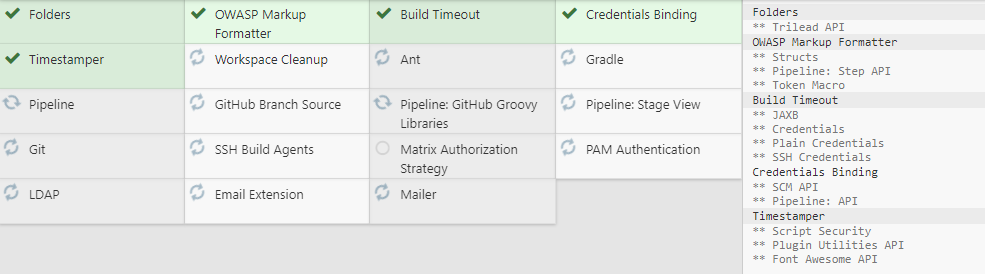 Folders
OWASP Markup
Formatter
Build Timeout
Credentials Binding
Timestamper
Workspace Cleanup
Ant
Gradle
Pipeline
GitHub Branch Source
Pipeline: GitHub Groovy
Libraries
Pipeline: Stage View
Git
SSH Build Agents
Matrix Authorization
Strategy
PAM Authentication
LDAP
Email Extension
Mailer
Folders
** Trilead API
OWASP Markup Formatter
** Structs
** Pipeline: Step API
** Token Macro
Build Timeout
** JAXB
** Credentials
** Plain Credentials
** SSH Credentials
Credentials Binding
** SCM API
** Pipeline: API
Timestamper
** Script Security
** Plugin Utilities API
** Font Awesome API